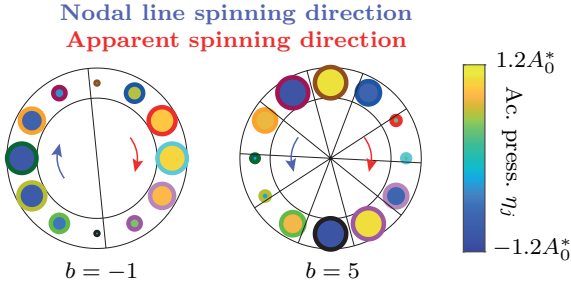 Nodal line spinning direction
Apparent spinning direction
1.2A₀*
Ac. press. ηⱼ
−1.2A₀*
b = −1
b = 5